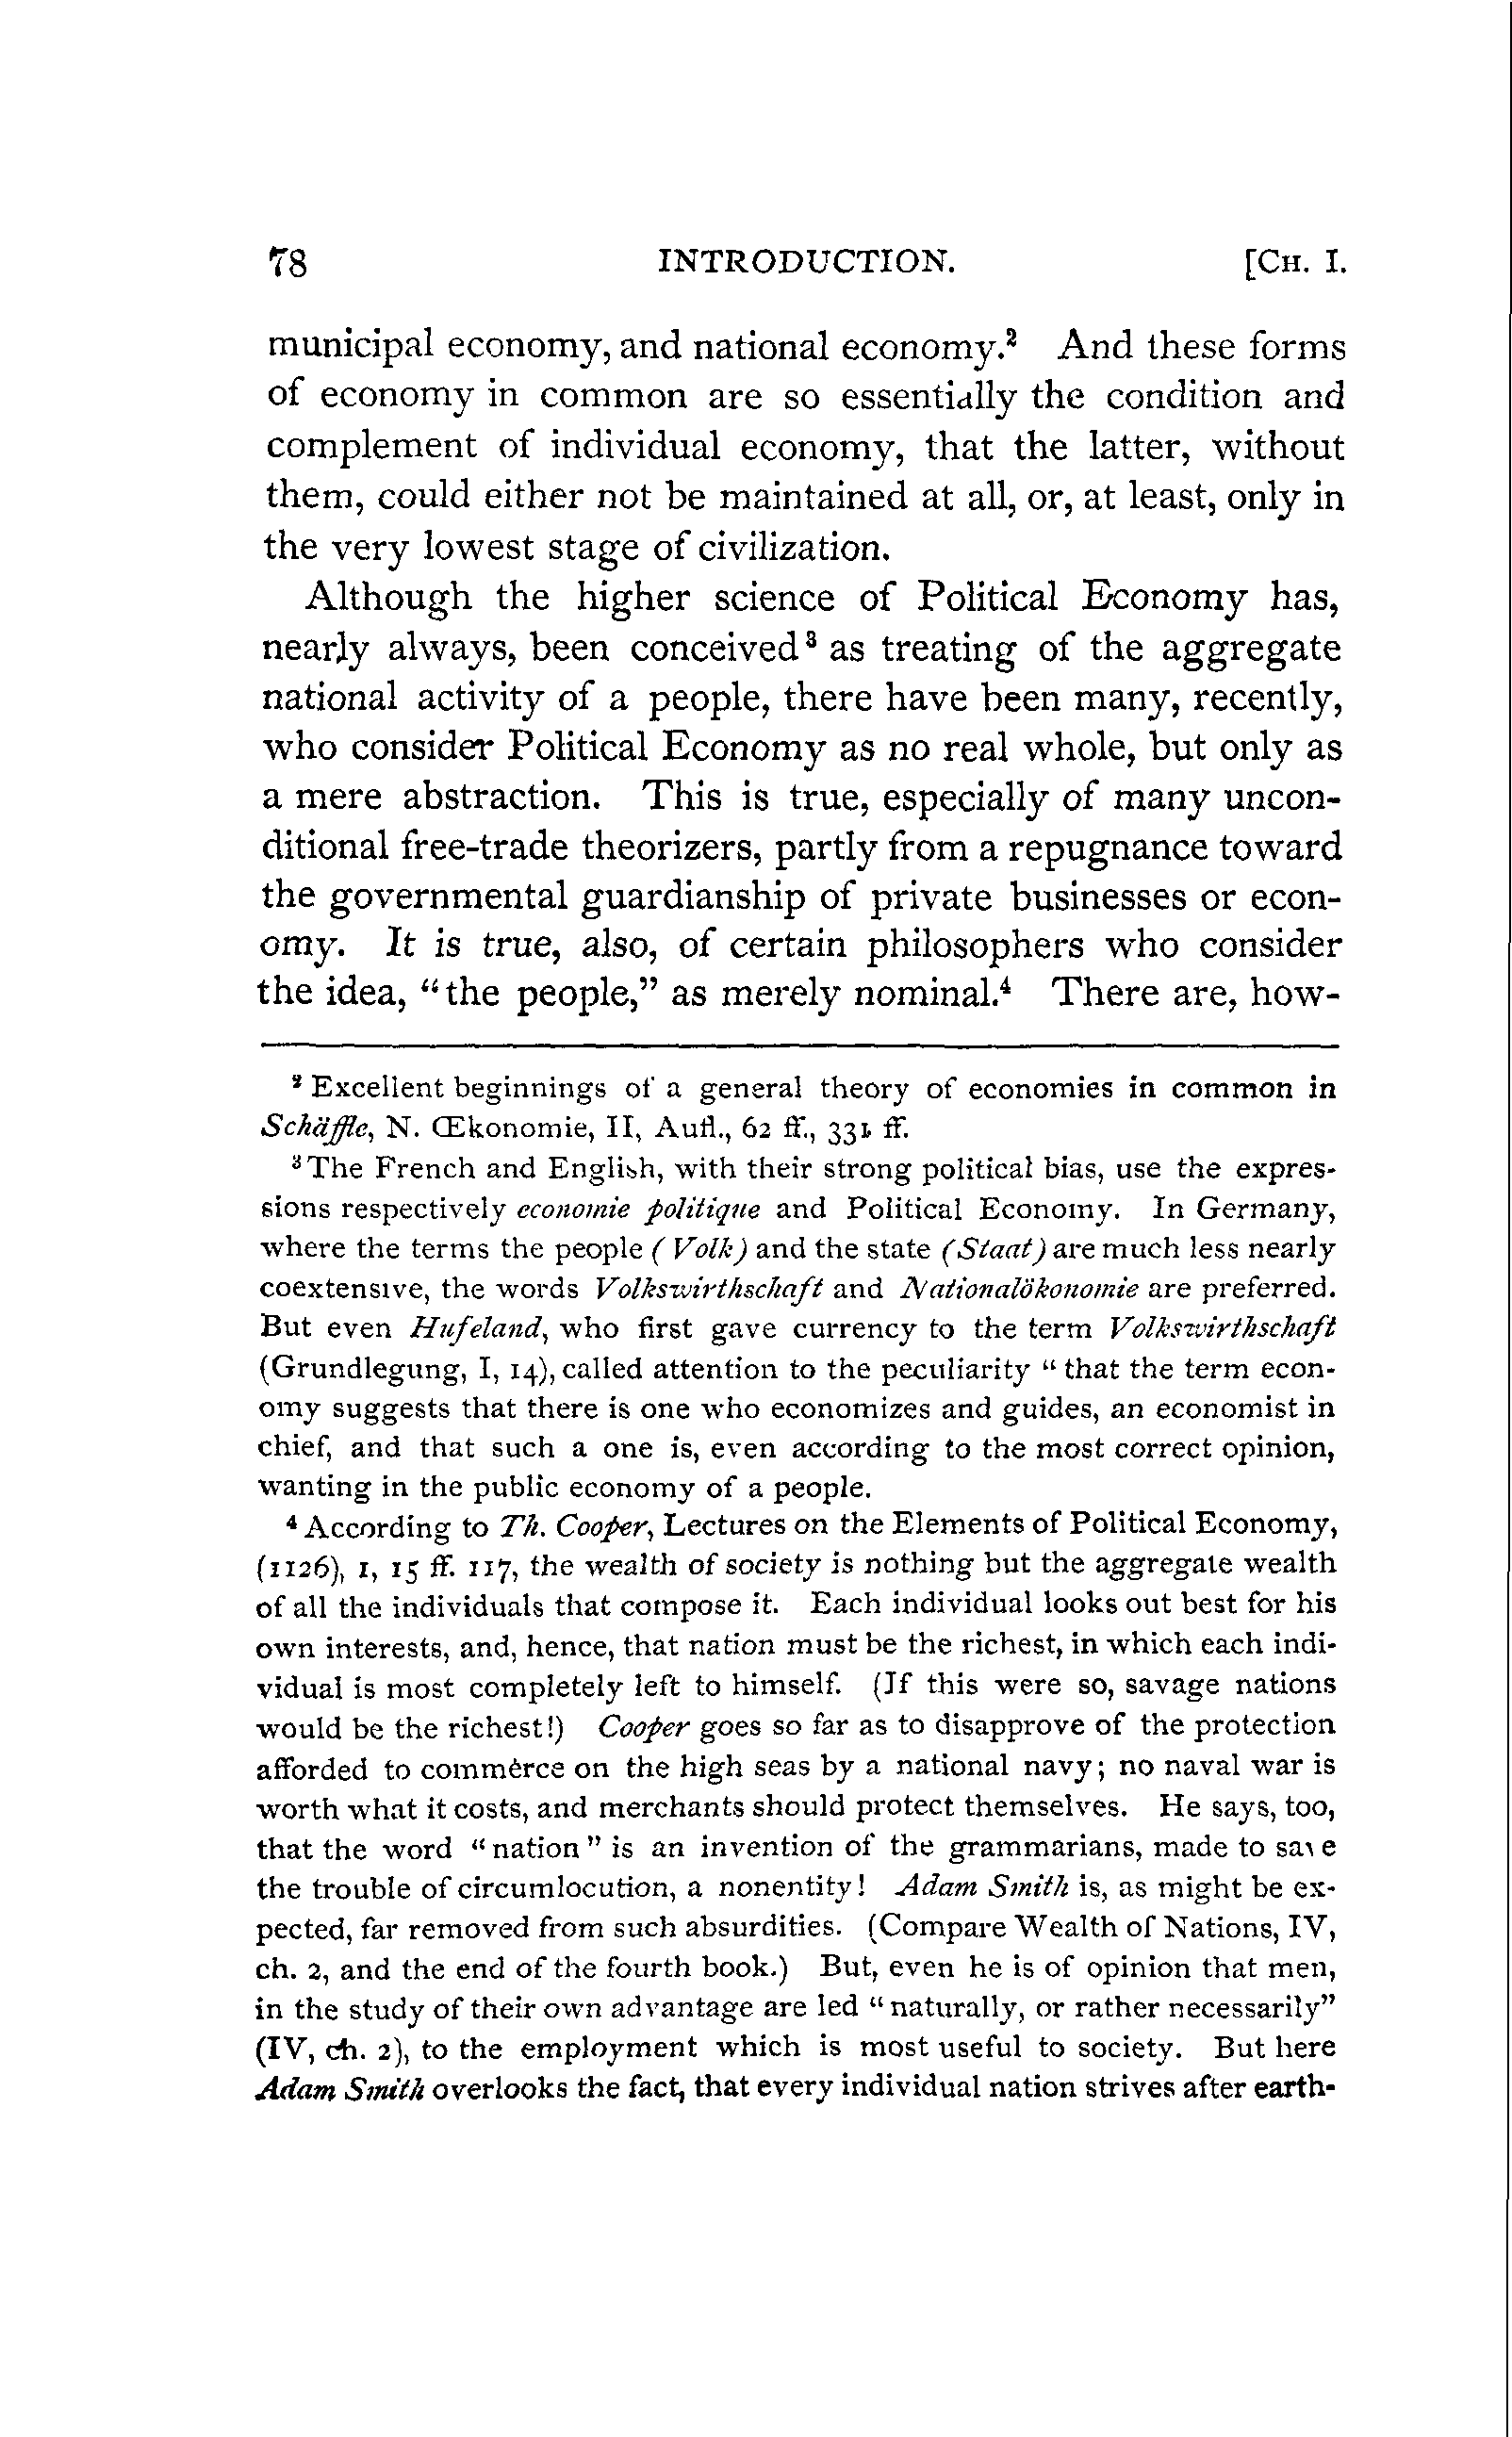 78 INTRODUCTION. [CH. I.
municipal economy, and national economy.² And these forms
of economy in common are so essentially the condition and
complement of individual economy, that the latter, without
them, could either not be maintained at all, or, at least, only in
the very lowest stage of civilization.
Although the higher science of Political Economy has,
nearly always, been conceived³ as treating of the aggregate
national activity of a people, there have been many, recently,
who consider Political Economy as no real whole, but only as
a mere abstraction. This is true, especially of many uncon-
ditional free-trade theorizers, partly from a repugnance toward
the governmental guardianship of private businesses or econ-
omy. It is true, also, of certain philosophers who consider
the idea, "the people," as merely nominal.⁴ There are, how-
² Excellent beginnings of a general theory of economies in common in
Schäffle, N. Œkonomie, II, Aufl., 62 ff., 331 ff.
³ The French and English, with their strong political bias, use the expres-
sions respectively economie politique and Political Economy. In Germany,
where the terms the people (Volk) and the state (Staat) are much less nearly
coextensive, the words Volkswirthschaft and Nationalökonomie are preferred.
But even Hufeland, who first gave currency to the term Volkswirthschaft
(Grundlegung, I, 14), called attention to the peculiarity "that the term econ-
omy suggests that there is one who economizes and guides, an economist in
chief, and that such a one is, even according to the most correct opinion,
wanting in the public economy of a people.
⁴ According to Th. Cooper, Lectures on the Elements of Political Economy,
(1126), 1, 15 ff. 117, the wealth of society is nothing but the aggregate wealth
of all the individuals that compose it. Each individual looks out best for his
own interests, and, hence, that nation must be the richest, in which each indi-
vidual is most completely left to himself. (If this were so, savage nations
would be the richest!) Cooper goes so far as to disapprove of the protection
afforded to commerce on the high seas by a national navy; no naval war is
worth what it costs, and merchants should protect themselves. He says, too,
that the word "nation" is an invention of the grammarians, made to save
the trouble of circumlocution, a nonentity! Adam Smith is, as might be ex-
pected, far removed from such absurdities. (Compare Wealth of Nations, IV,
ch. 2, and the end of the fourth book.) But, even he is of opinion that men,
in the study of their own advantage are led "naturally, or rather necessarily"
(IV, ch. 2), to the employment which is most useful to society. But here
Adam Smith overlooks the fact, that every individual nation strives after earth-